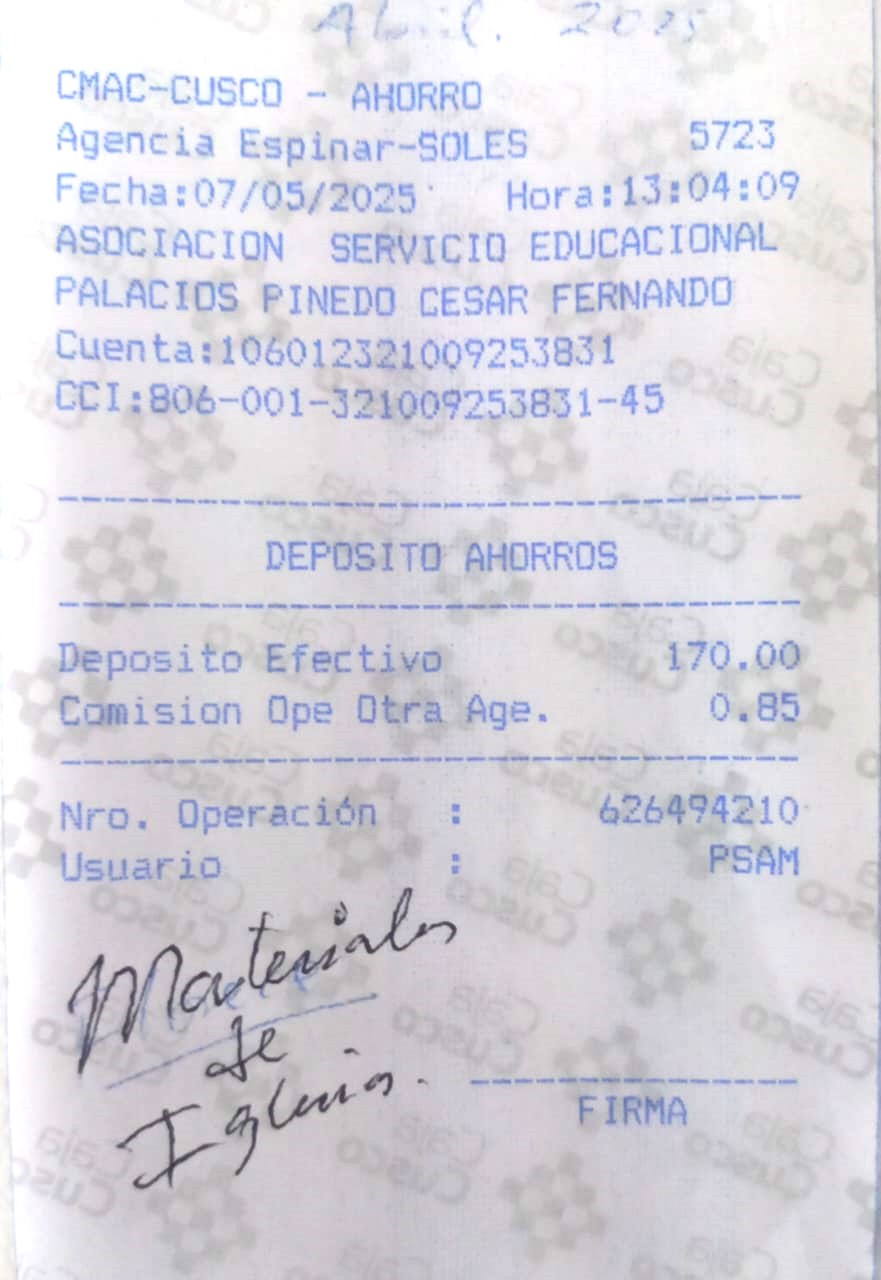 Abril. 2025
CMAC-CUSCO - AHORRO
Agencia Espinar-SOLES 5723
Fecha:07/05/2025 Hora:13:04:09
ASOCIACION SERVICIO EDUCACIONAL
PALACIOS PINEDO CESAR FERNANDO
Cuenta:106012321009253831
CCI:806-001-321009253831-45
DEPOSITO AHORROS
Deposito Efectivo 170.00
Comision Ope Otra Age. 0.85
Nro. Operación : 626494210
Usuario : PSAM
Materiales
de
Iglesia.
FIRMA